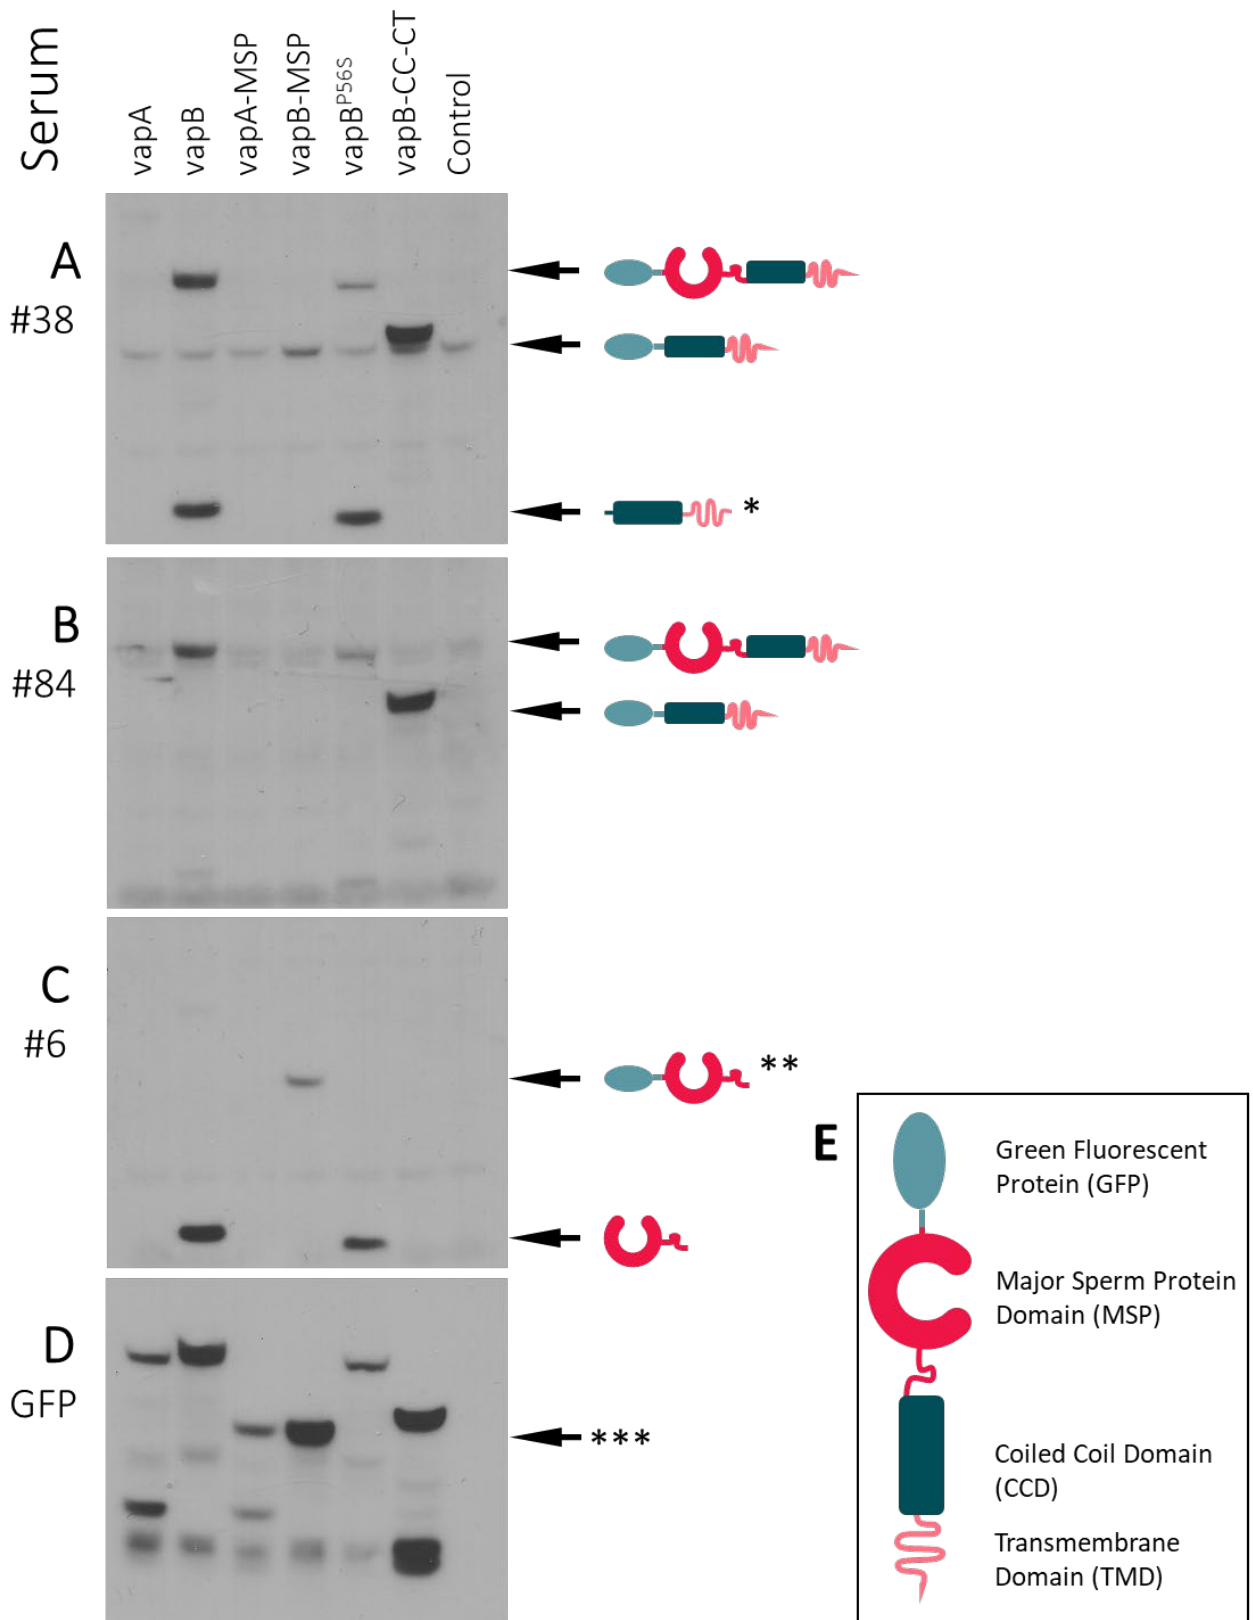 Serum
vapA
vapB
vapA-MSP
vapB-MSP
vapBP56S
vapB-CC-CT
Control
A
#38
*
B
#84
C
#6
**
D
GFP
***
E
Green Fluorescent
Protein (GFP)
Major Sperm Protein
Domain (MSP)
Coiled Coil Domain
(CCD)
Transmembrane
Domain (TMD)